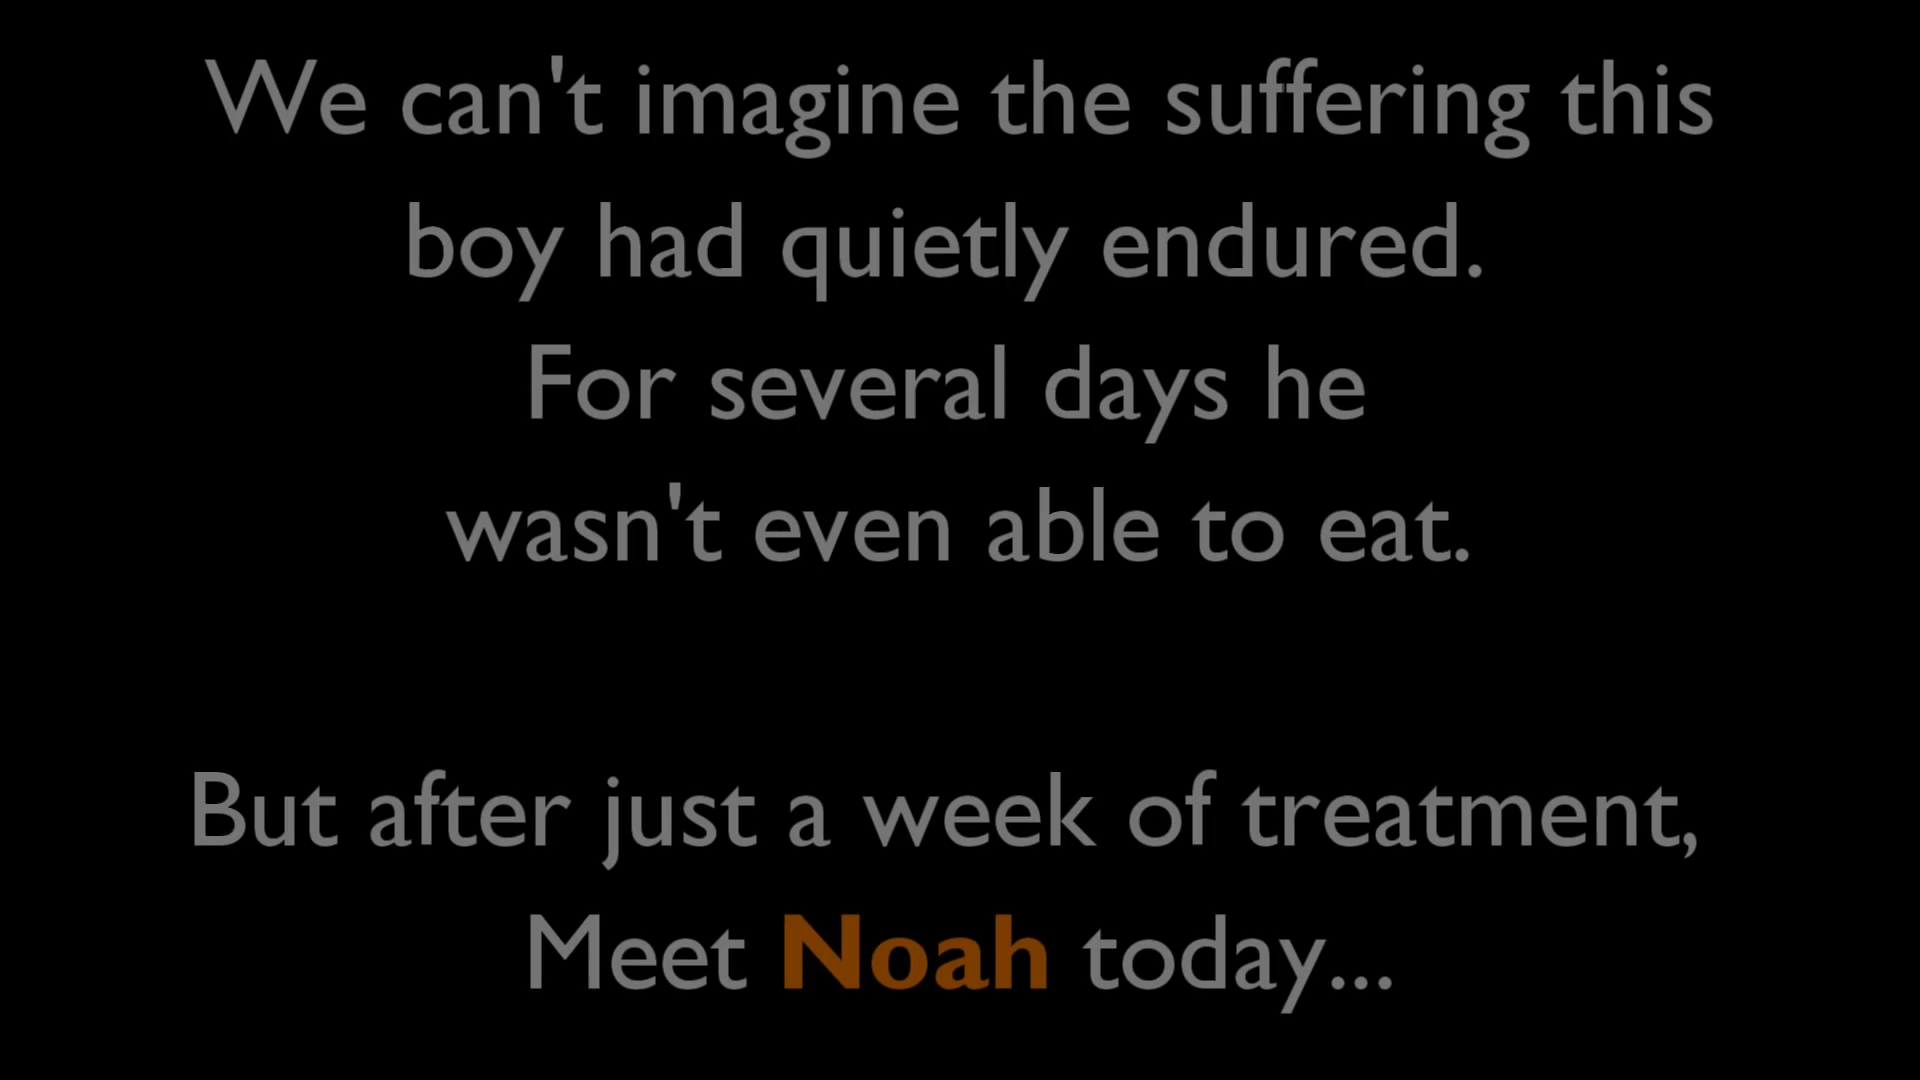 We can't imagine the suffering this
boy had quietly endured.
For several days he
wasn't even able to eat.
But after just a week of treatment,
Meet Noah today...